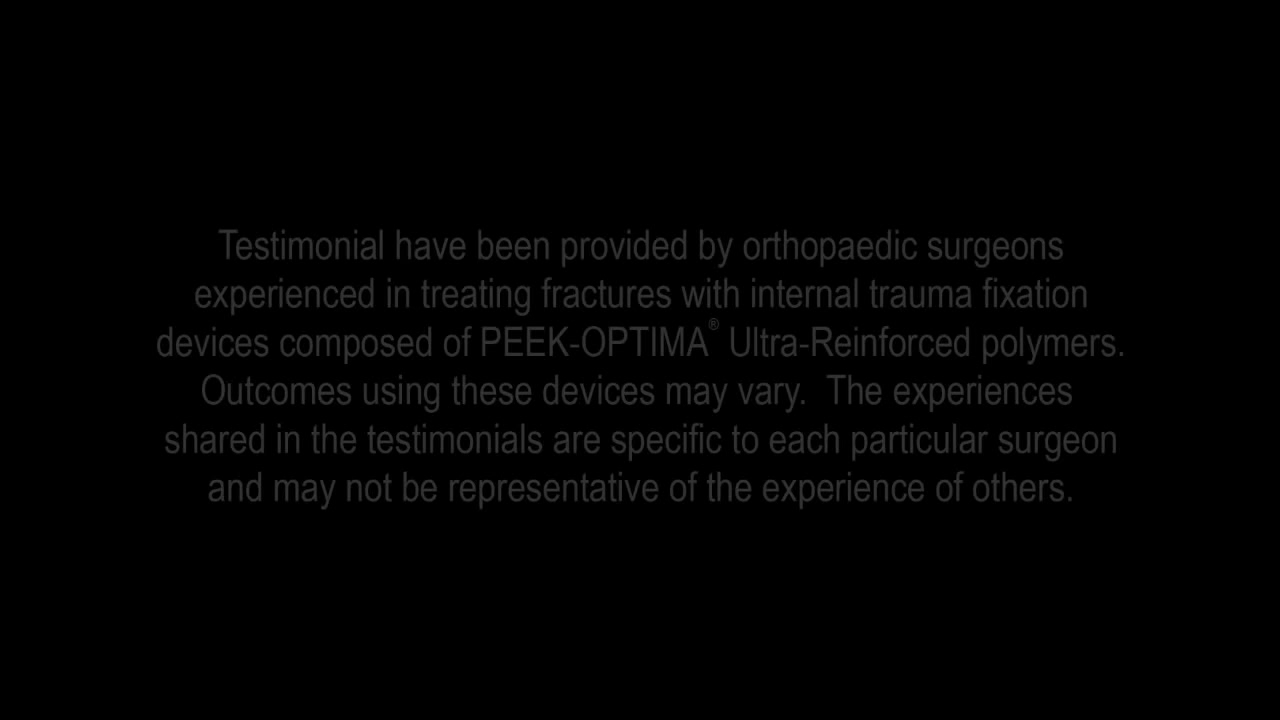 Testimonial have been provided by orthopaedic surgeons
experienced in treating fractures with internal trauma fixation
devices composed of PEEK-OPTIMA® Ultra-Reinforced polymers.
Outcomes using these devices may vary.  The experiences
shared in the testimonials are specific to each particular surgeon
and may not be representative of the experience of others.